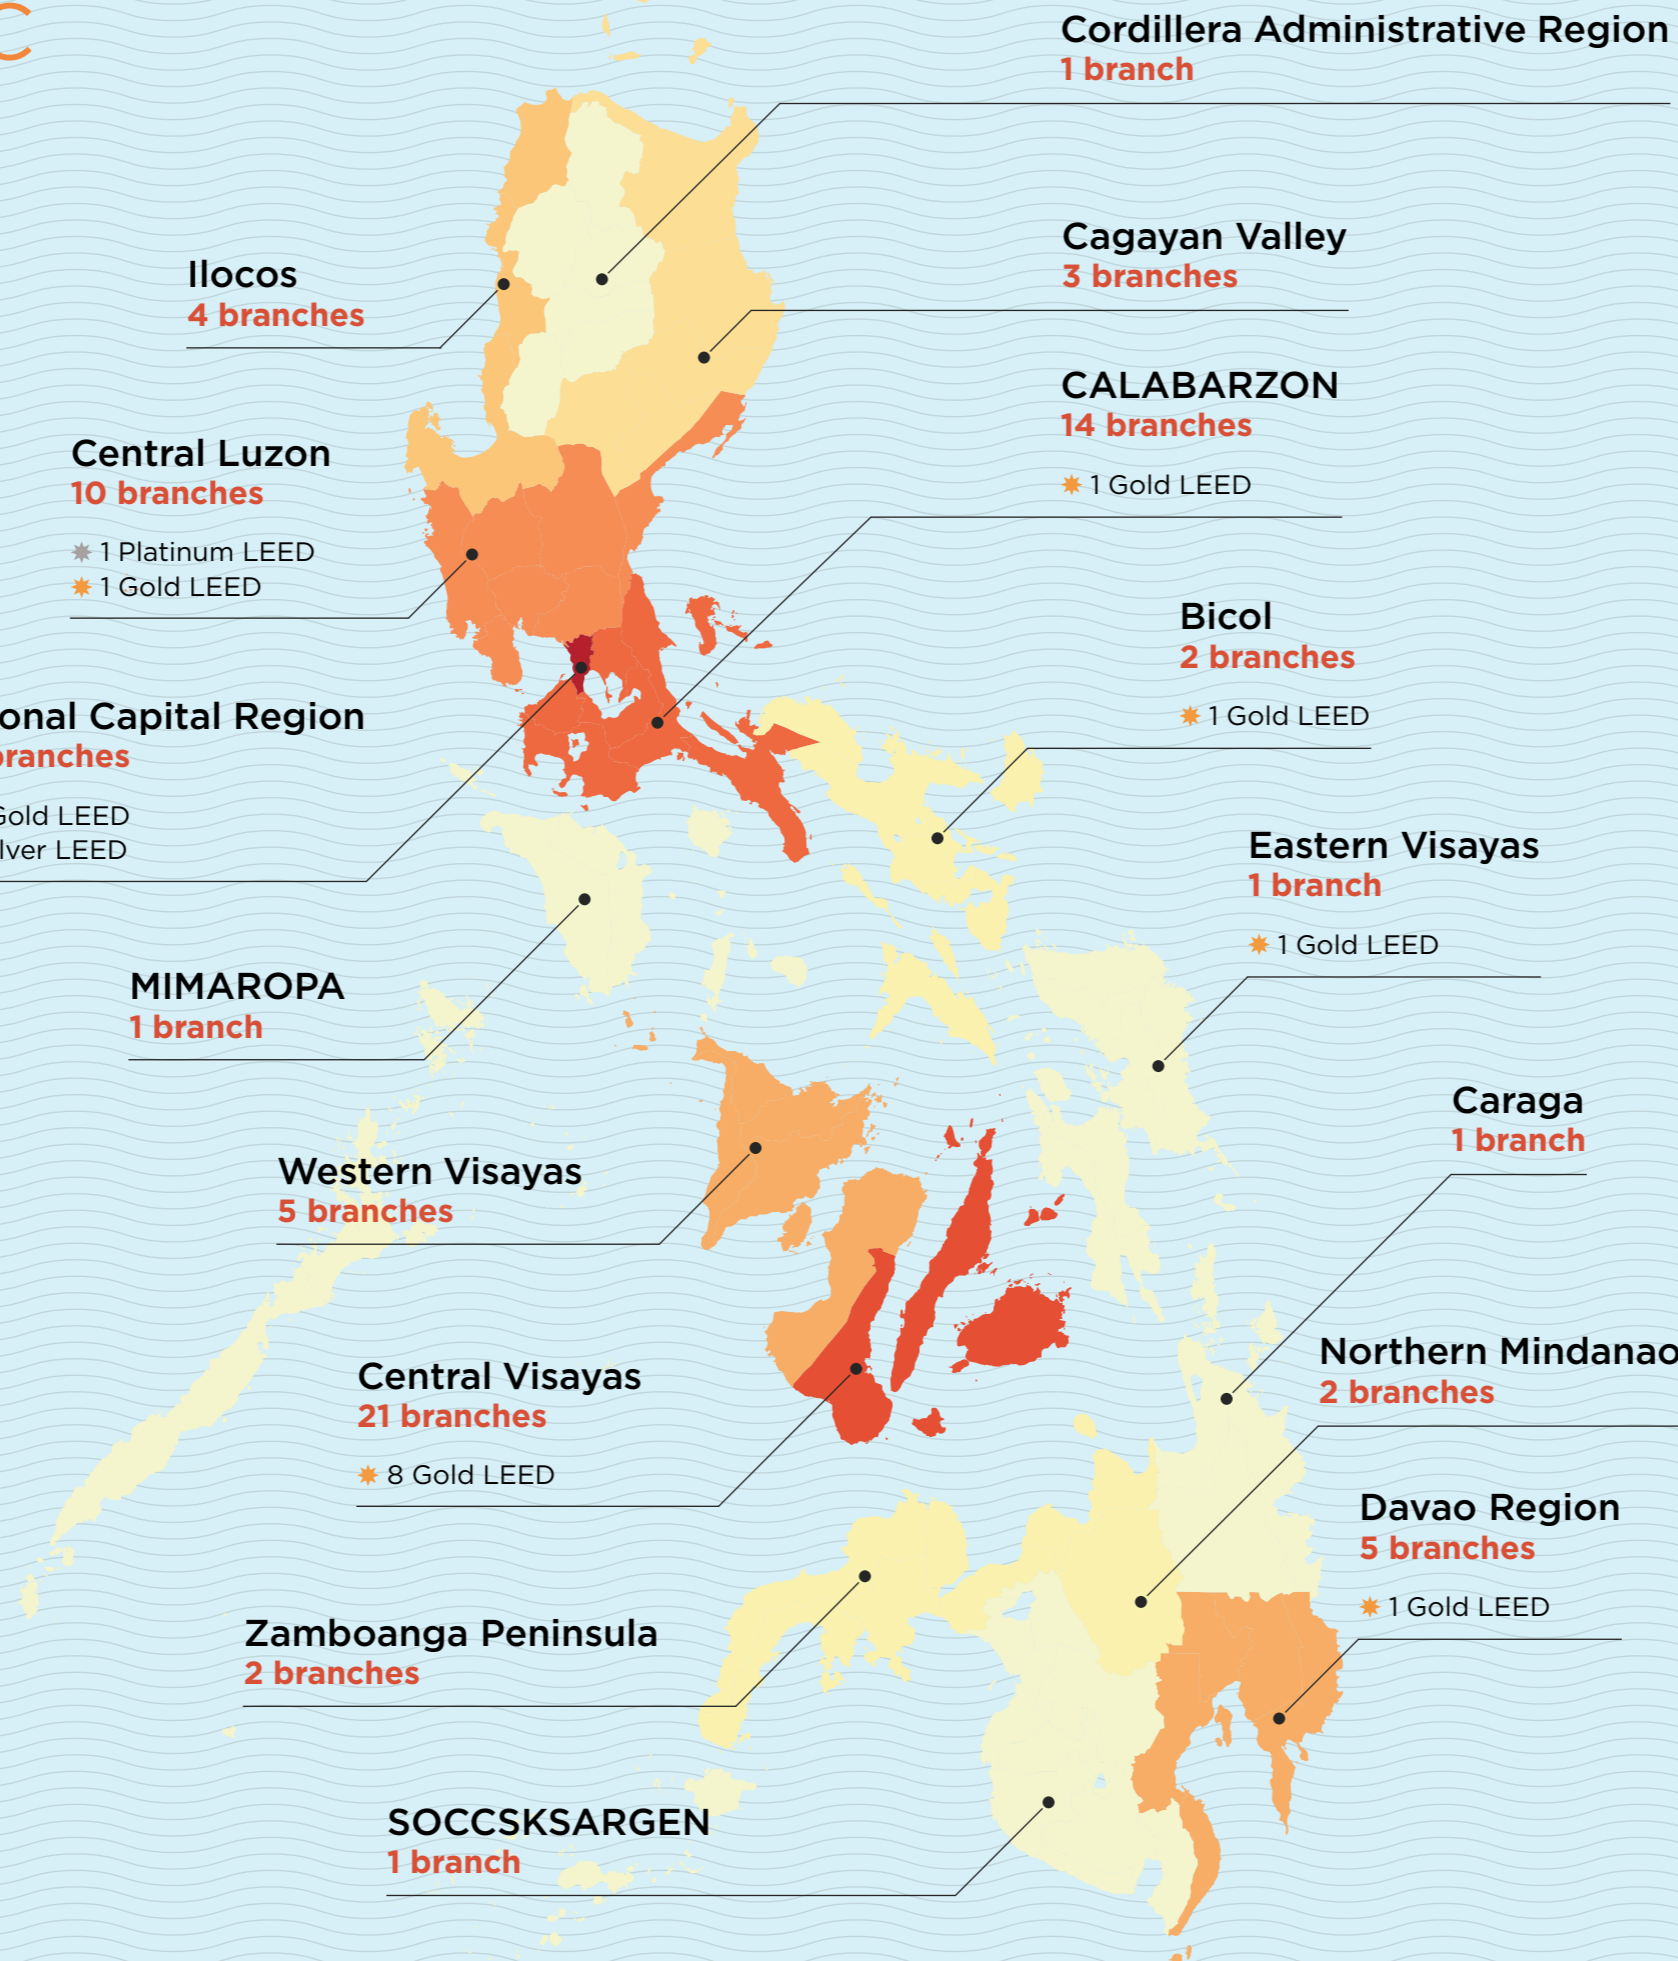 Cordillera Administrative Region
1 branch
Cagayan Valley
3 branches
Ilocos
4 branches
CALABARZON
14 branches
1 Gold LEED
Central Luzon
10 branches
1 Platinum LEED
1 Gold LEED
Bicol
2 branches
1 Gold LEED
onal Capital Region
branches
Gold LEED
lver LEED
Eastern Visayas
1 branch
1 Gold LEED
MIMAROPA
1 branch
Caraga
1 branch
Western Visayas
5 branches
Northern Mindanao
2 branches
Central Visayas
21 branches
8 Gold LEED
Davao Region
5 branches
1 Gold LEED
Zamboanga Peninsula
2 branches
SOCCSKSARGEN
1 branch